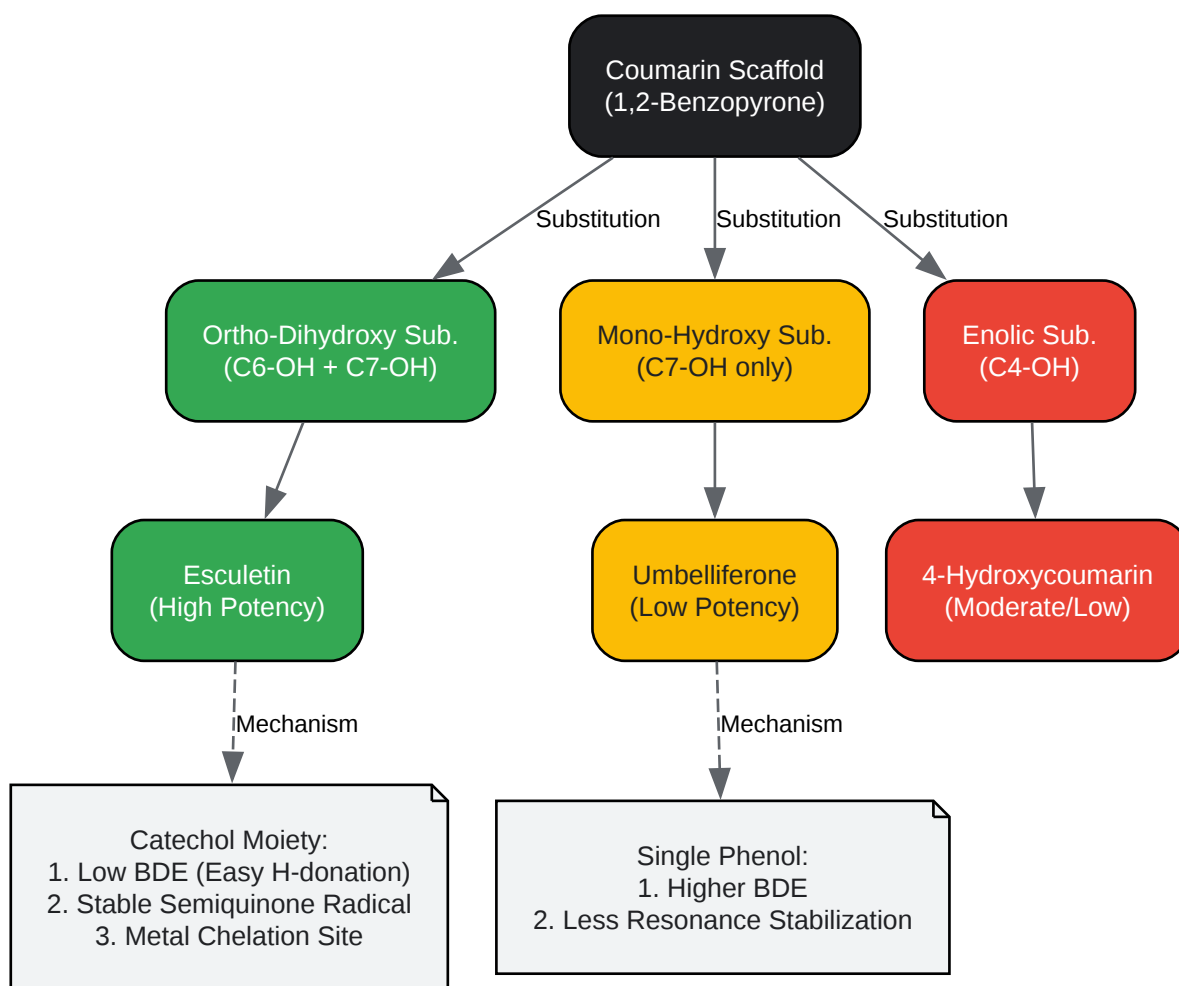 Coumarin Scaffold
(1,2-Benzopyrone)
Substitution
Substitution
Substitution
Ortho-Dihydroxy Sub.
(C6-OH + C7-OH)
Mono-Hydroxy Sub.
(C7-OH only)
Enolic Sub.
(C4-OH)
Esculetin
(High Potency)
Umbelliferone
(Low Potency)
4-Hydroxycoumarin
(Moderate/Low)
Mechanism
Mechanism
Catechol Moiety:
1. Low BDE (Easy H-donation)
2. Stable Semiquinone Radical
3. Metal Chelation Site
Single Phenol:
1. Higher BDE
2. Less Resonance Stabilization